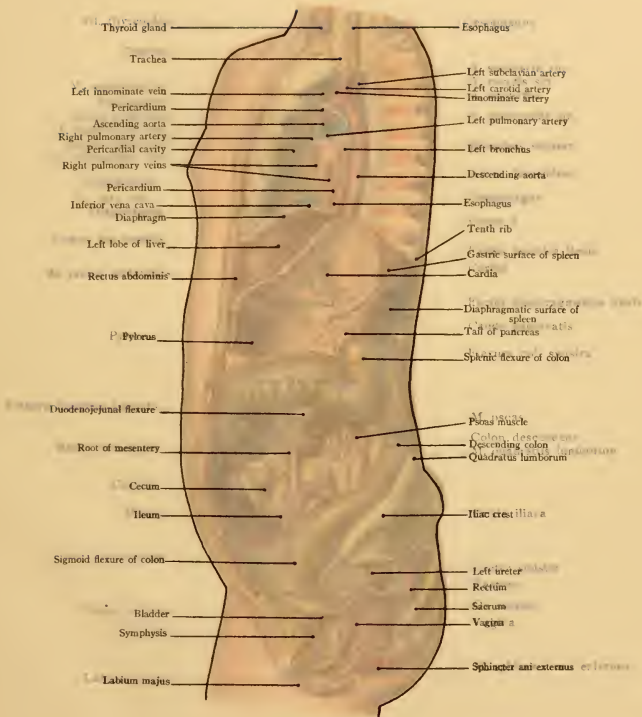 Thyroid gland
Trachea
Left innominate vein
Pericardium
Ascending aorta
Right pulmonary artery
Pericardial cavity
Right pulmonary veins
Pericardium
Inferior vena cava
Diaphragm
Left lobe of liver
Rectus abdominis
Pylorus
Duodenojejunal flexure
Root of mesentery
Cecum
Ileum
Sigmoid flexure of colon
Bladder
Symphysis
Labium majus
Esophagus
Left subclavian artery
Left carotid artery
Innominate artery
Left pulmonary artery
Left bronchus
Descending aorta
Esophagus
Tenth rib
Gastric surface of spleen
Cardia
Diaphragmatic surface of
spleen
Tail of pancreas
Splenic flexure of colon
Psoas muscle
Descending colon
Quadratus lumborum
Iliac crest
Left ureter
Rectum
Sacrum
Vagina
Sphincter ani externus